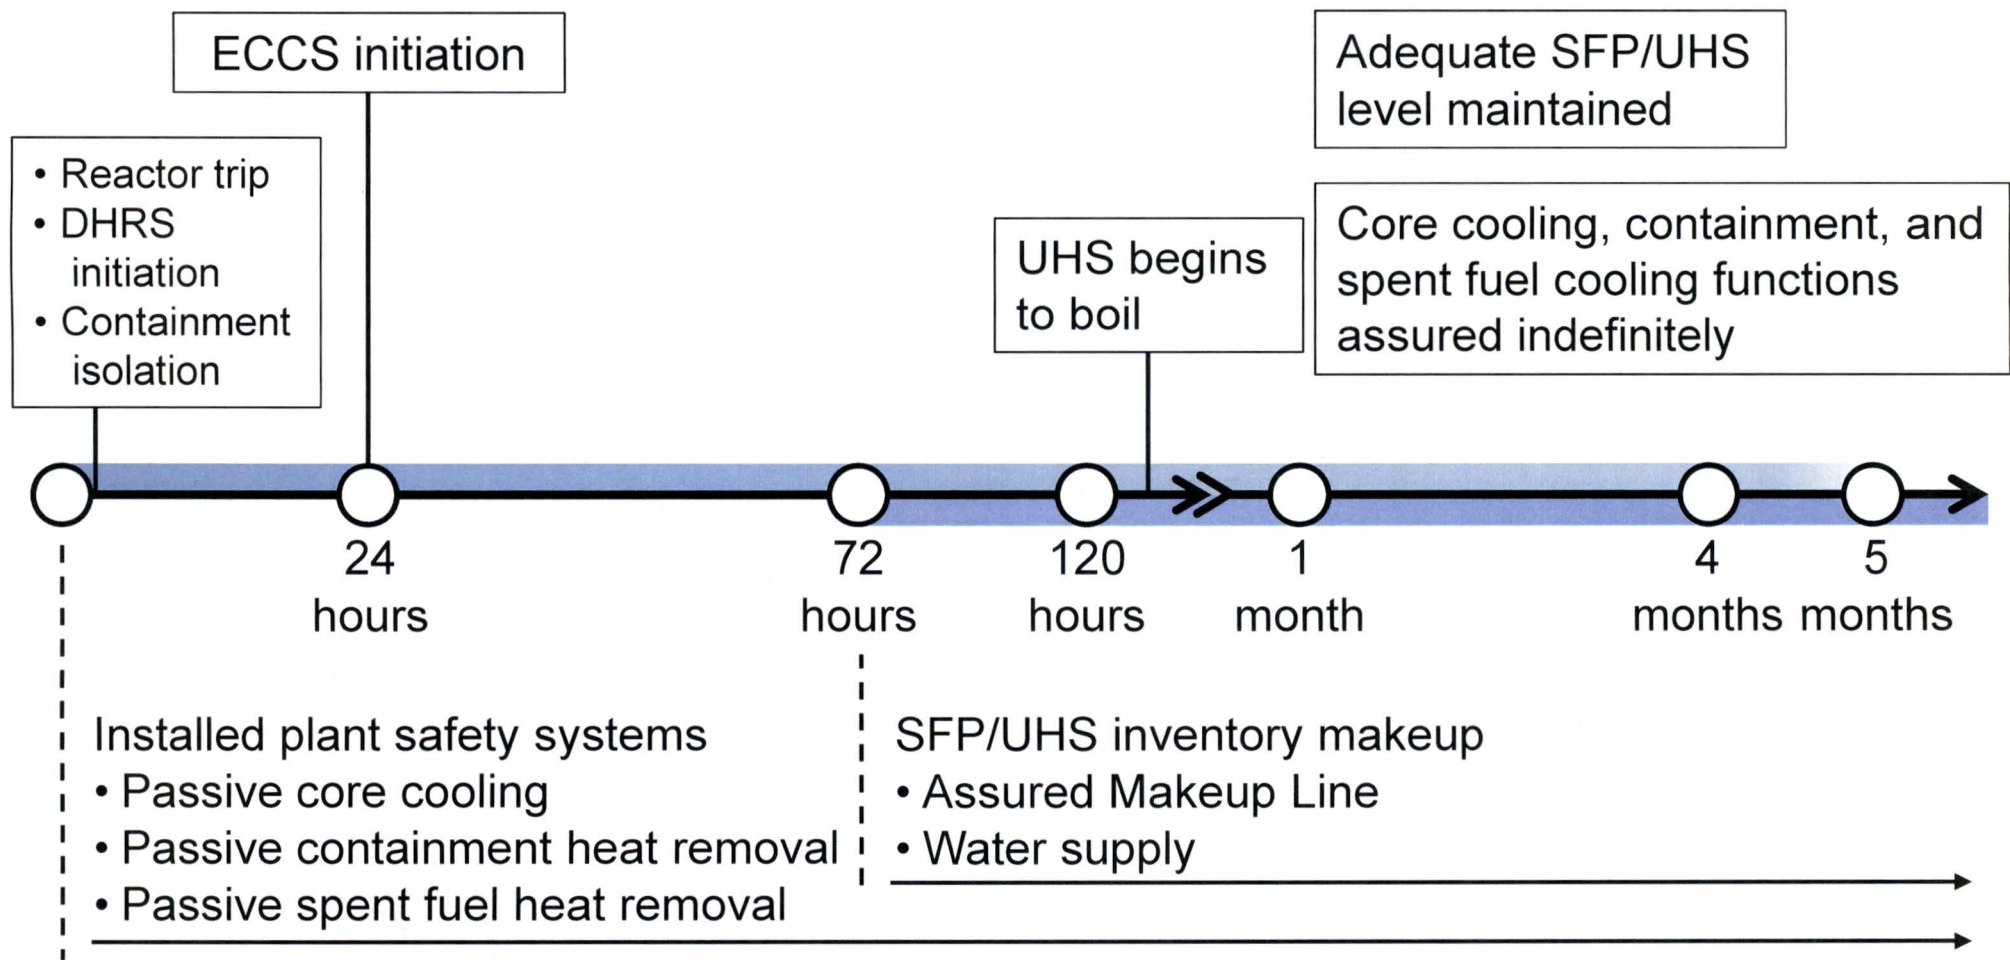 ECCS initiation
• Reactor trip
• DHRS
initiation
• Containment
isolation
UHS begins
to boil
Adequate SFP/UHS
level maintained
Core cooling, containment, and
spent fuel cooling functions
assured indefinitely
24
hours
72
hours
120
hours
1
month
4
months
5
months
Installed plant safety systems
• Passive core cooling
• Passive containment heat removal
• Passive spent fuel heat removal
SFP/UHS inventory makeup
• Assured Makeup Line
• Water supply